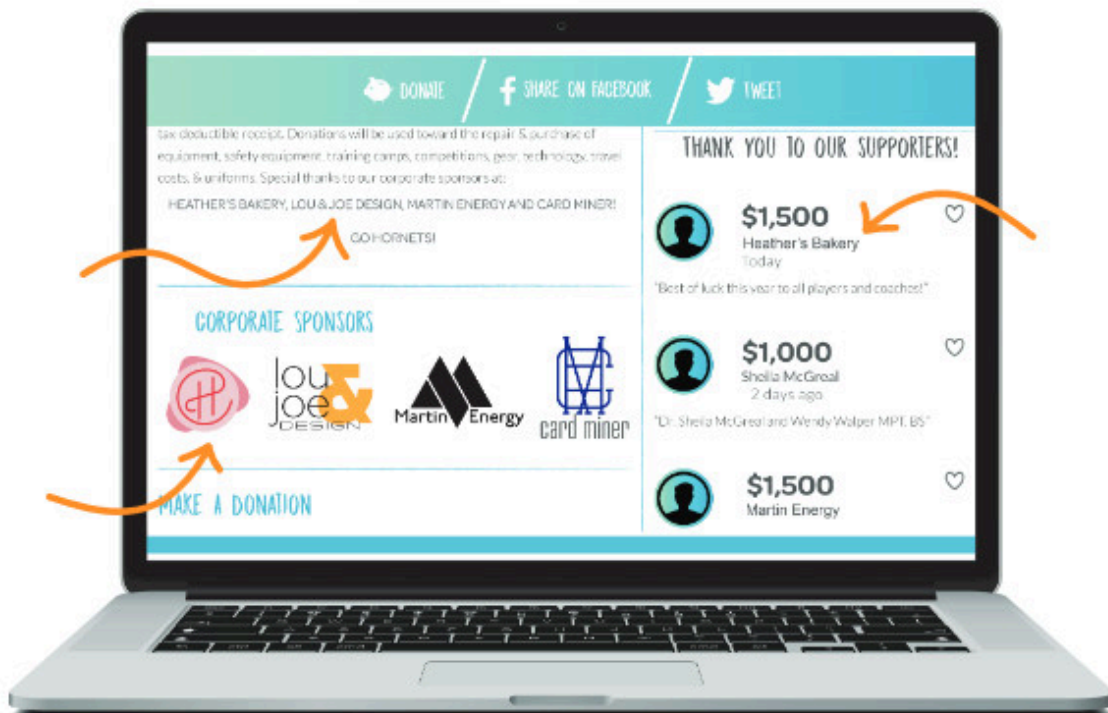 DONATE
SHARE ON FACEBOOK
TWEET
tax deductible receipt. Donations will be used toward the repair & purchase of
equipment, safety equipment, training camps, competitions, gear, technology, travel
costs, & uniforms. Special thanks to our corporate sponsors at:
HEATHER'S BAKERY, LOU & JOE DESIGN, MARTIN ENERGY AND CARD MINER!
GO HORNETS!
CORPORATE SPONSORS
H
lou &
joe
DESIGN
Martin Energy
card miner
MAKE A DONATION
THANK YOU TO OUR SUPPORTERS!
$1,500
Heather's Bakery
Today
"Best of luck this year to all players and coaches!"
$1,000
Sheila McGreal
2 days ago
"Dr. Sheila McGreal and Wendy Walper MPT, BS"
$1,500
Martin Energy